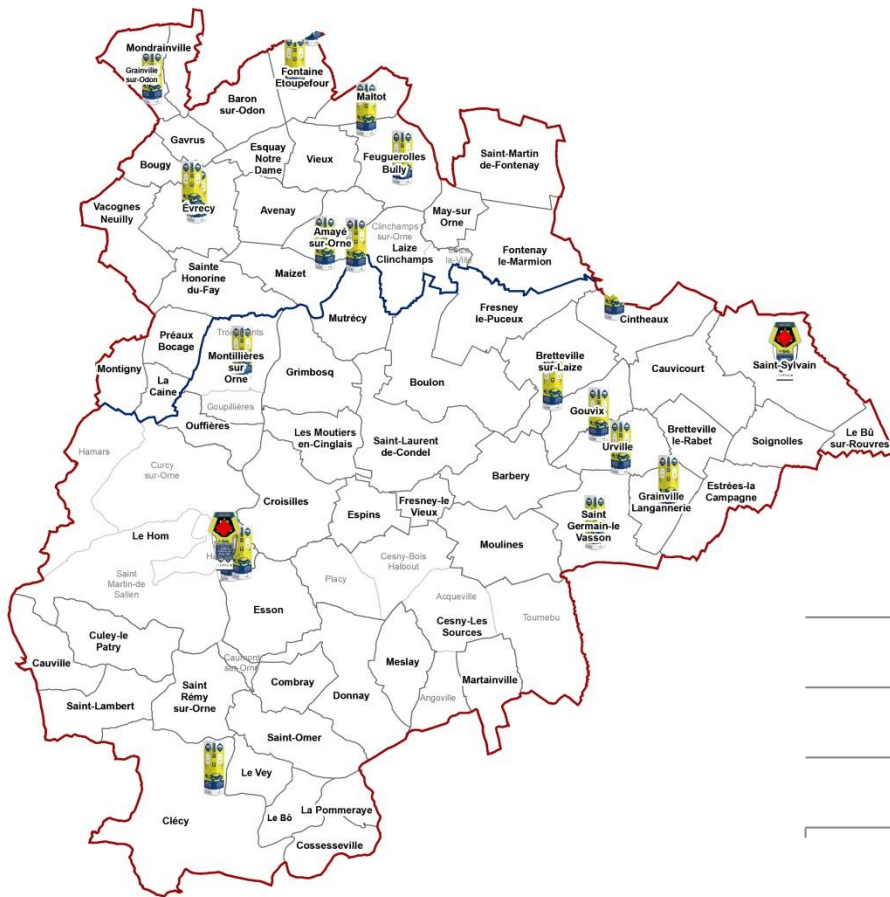 Mondrainville
Grainville
sur-Odon
Fontaine
Etoupefour
Baron
sur-Odon
Maltot
Gavrus
Bougy
Esquay
Notre
Dame
Vieux
Feuguerolles
Bully
Saint-Martin
de-Fontenay
Vacognes
Neuilly
Évrecy
Avenay
Amayé
sur-Orne
Clinchamps
sur-Orne
Laize
Clinchamps
May-sur
Orne
la-Ville
Fontenay
le-Marmion
Sainte
Honorine
du-Fay
Maizet
Mutrécy
Fresney
le-Puceux
Cintheaux
Préaux
Bocage
Montillières
sur
Orne
Grimbosq
Bretteville
sur-Laize
Cauvicourt
Saint-Sylvain
Montigny
La
Caine
Boulon
Goupillières
Ouffières
Gouvix
Urville
Bretteville
le-Rabet
Soignolles
Le Bû
sur-Rouvres
Les Moutiers
en-Cinglais
Saint-Laurent
de-Condel
Hamars
Curcy
sur-Orne
Barbery
Grainville
Langannerie
Estrées-la
Campagne
Croisilles
Espins
Fresney-le
Vieux
Saint
Germain-le
Vasson
Le Hom
Moulines
Saint
Martin-de
Sallen
Placy
Cesny-Bois
Halbout
Esson
Acqueville
Cesny-Les
Sources
Tournebu
Culey-le
Patry
Cauville
Caumont
sur-Orne
Meslay
Saint-Lambert
Saint
Rémy
sur-Orne
Combray
Donnay
Angoville
Martainville
Saint-Omer
Le Vey
Clécy
Le Bô
La Pommeraye
Cossesseville